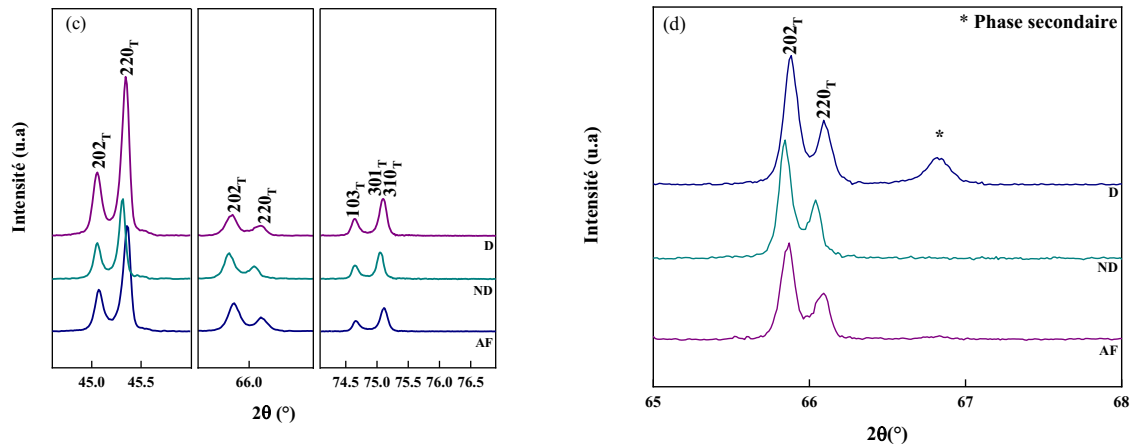 (c)
Intensité (u.a)
202T
220T
202T
220T
103T
301T
310T
D
ND
AF
45.0 45.5 66.0 74.5 75.0 75.5 76.0 76.5
2θ (°)
(d)
* Phase secondaire
Intensité (u.a)
202T
220T
*
D
ND
AF
65 66 67 68
2θ(°)